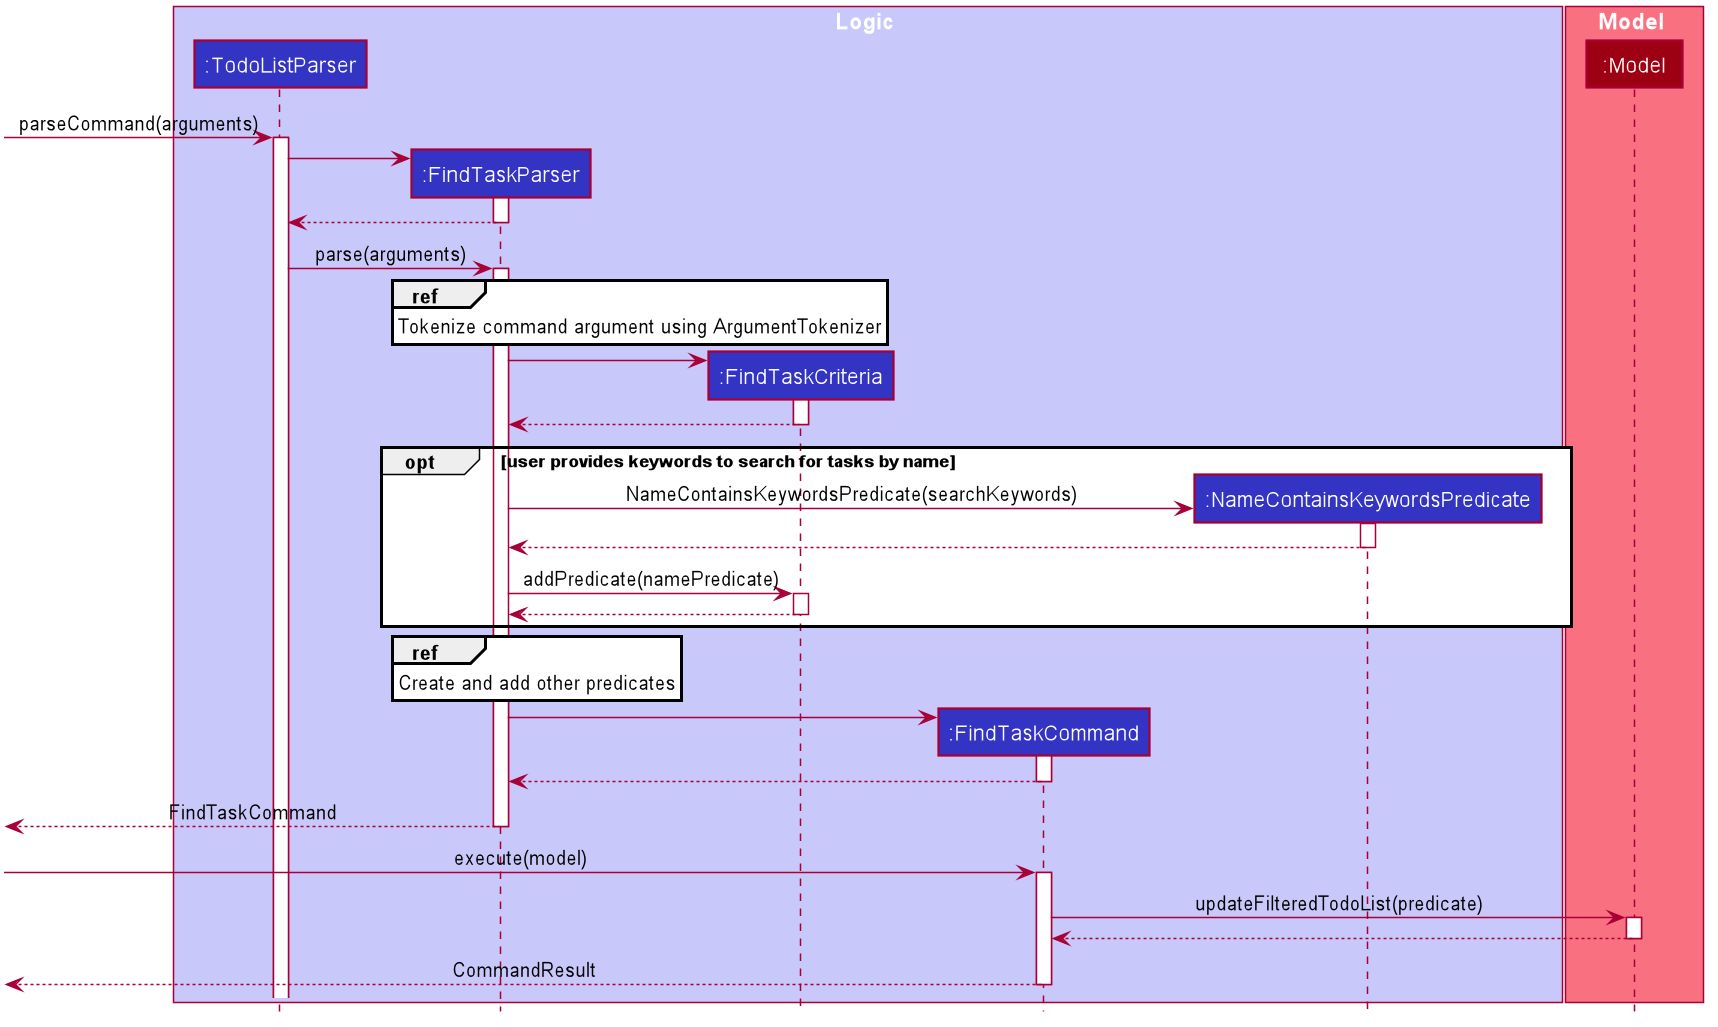 Logic
Model
:TodoListParser
:Model
parseCommand(arguments)
:FindTaskParser
parse(arguments)
ref
Tokenize command argument using ArgumentTokenizer
:FindTaskCriteria
opt
[user provides keywords to search for tasks by name]
NameContainsKeywordsPredicate(searchKeywords)
:NameContainsKeywordsPredicate
addPredicate(namePredicate)
ref
Create and add other predicates
:FindTaskCommand
FindTaskCommand
execute(model)
updateFilteredTodoList(predicate)
CommandResult